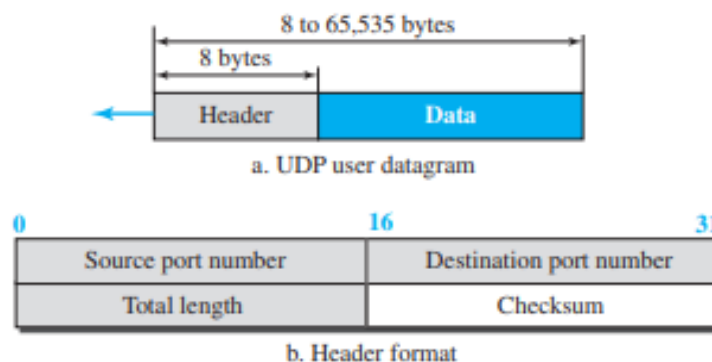 8 to 65,535 bytes
8 bytes
Header Data
a. UDP user datagram
0 16 31
Source port number Destination port number
Total length Checksum
b. Header format